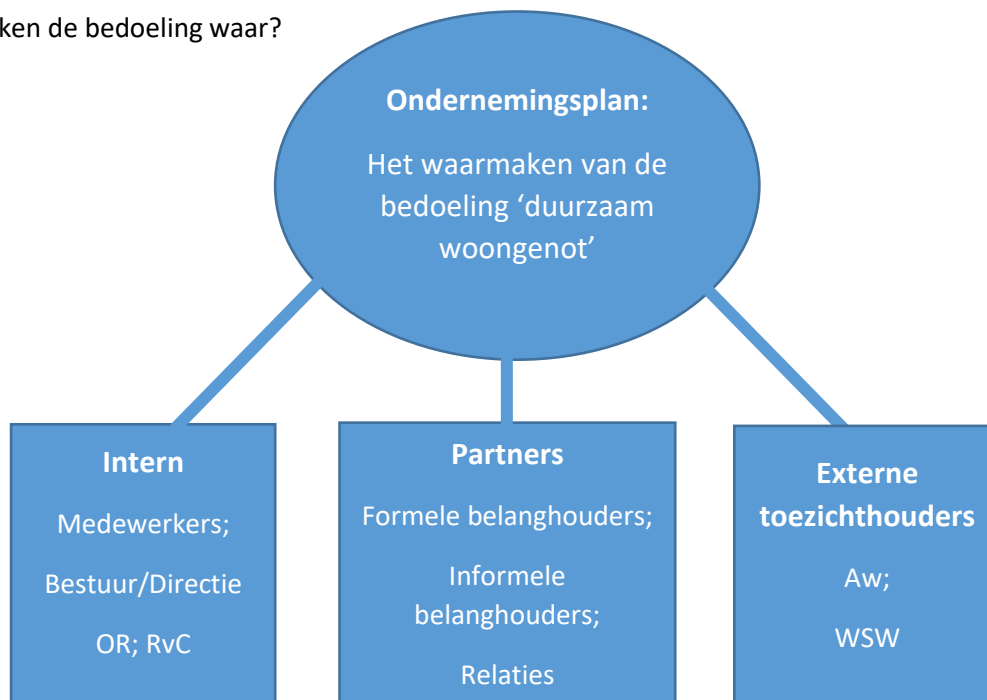 ken de bedoeling waar?
Ondernemingsplan:
Het waarmaken van de
bedoeling ‘duurzaam
woongenot’
Intern
Medewerkers;
Bestuur/Directie
OR; RvC
Partners
Formele belanghouders;
Informele
belanghouders;
Relaties
Externe
toezichthouders
Aw;
WSW